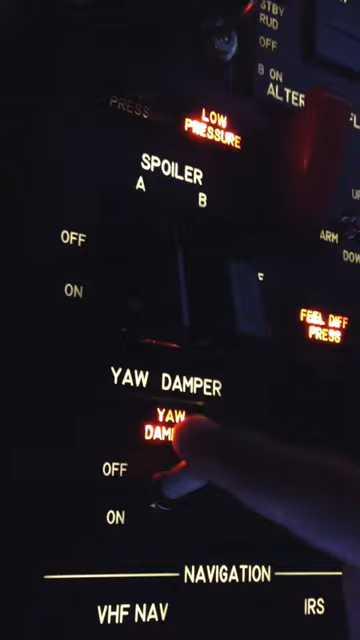 STBY
RUD
OFF
B ON
ALTER
PRESS
LOW
PRESSURE
SPOILER
A
B
OFF
ARM
ON
FEEL DIFF
PRESS
YAW DAMPER
YAW
DAM
OFF
ON
NAVIGATION
VHF NAV
IRS